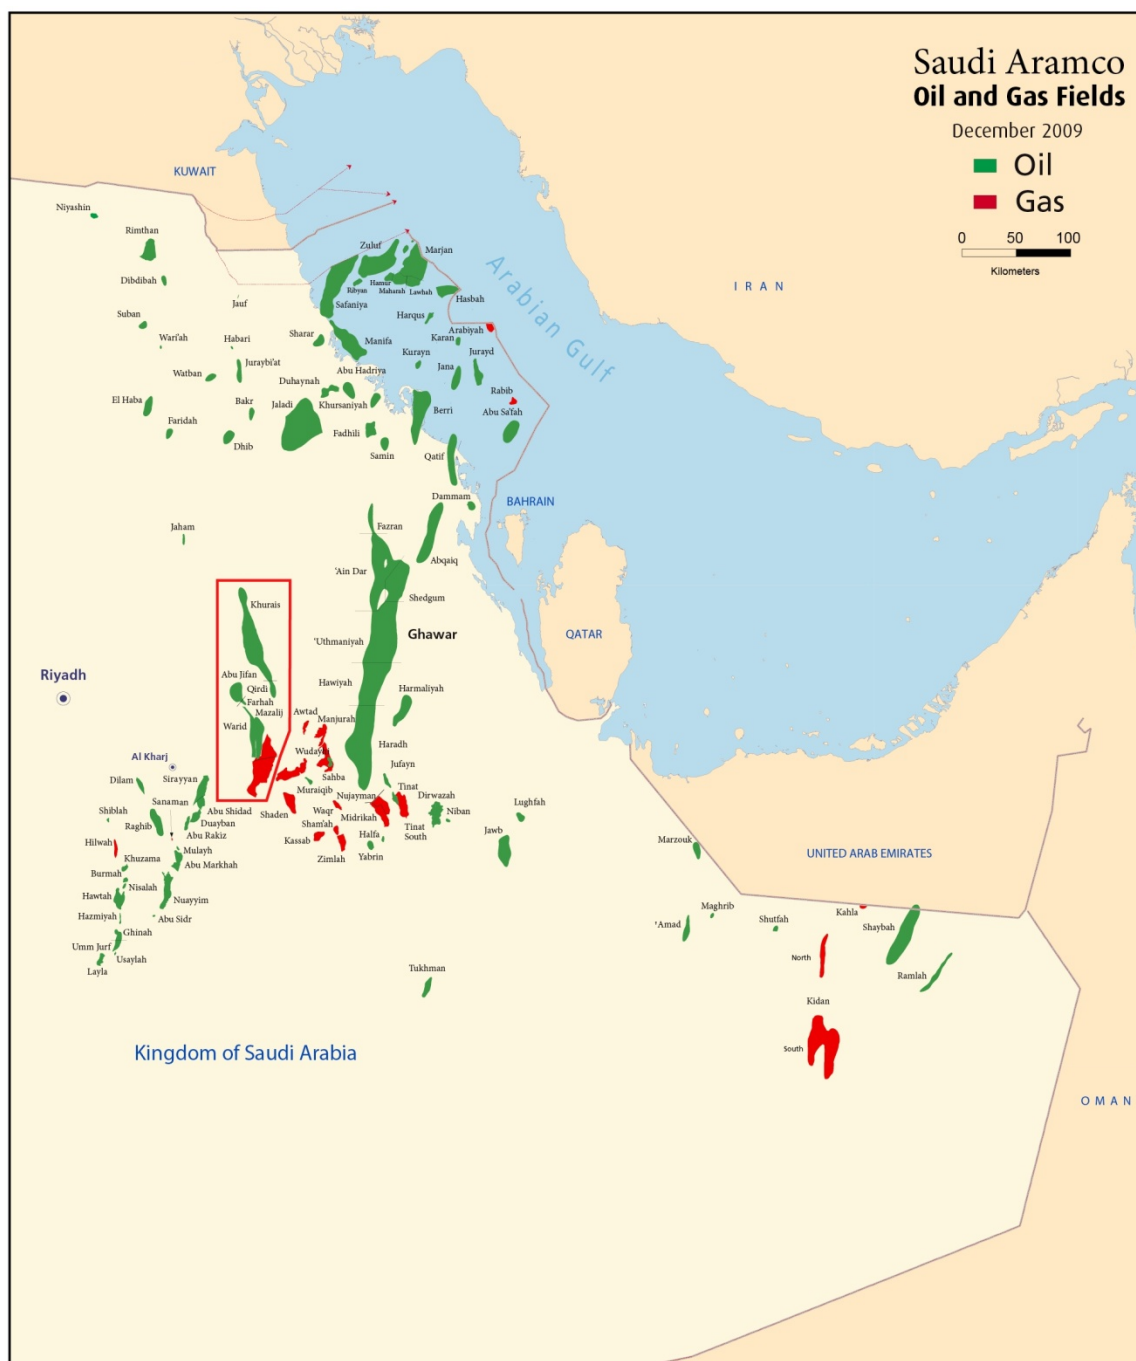 Saudi Aramco
Oil and Gas Fields
December 2009
Oil
Gas
0 50 100
Kilometers
KUWAIT
Niyashin
Rimthan
Zuluf
Marjan
Arabian Gulf
IRAN
Dibdibah
Hamur
Ribyan
Maharah
Lawhah
Hasbah
Jauf
Safaniya
Suban
Harqus
Arabiyah
Wari'ah
Habari
Sharar
Manifa
Karan
Kurayn
Jurayd
Juraybi'at
Abu Hadriya
Jana
Watban
Duhaynah
Rabib
El Haba
Bakr
Jaladi
Khursaniyah
Berri
Abu Sa'fah
Faridah
Dhib
Fadhili
Samin
Qatif
Dammam
BAHRAIN
Jaham
Fazran
Abqaiq
'Ain Dar
Shedgum
Khurais
Ghawar
QATAR
'Uthmaniyah
Riyadh
Abu Jifan
Qirdi
Hawiyah
Farhah
Harmaliyah
Mazalij
Awtad
Manjurah
Warid
Haradh
Al Kharj
Wudayhi
Jufayn
Sahba
Dilam
Sirayyan
Muraiqib
Tinat
Sanaman
Nujayman
Dirwazah
Shiblah
Abu Shidad
Shaden
Waqr
Midrikah
Niban
Lughfah
Raghib
Duayban
Sham'ah
Tinat
South
Abu Rakiz
Hilwah
Kassab
Halfa
Jawb
Marzouk
Mulayh
Zimlah
Yabrin
UNITED ARAB EMIRATES
Khuzama
Abu Markhah
Burmah
Nisalah
Hawtah
Nuayyim
Hazmiyah
Abu Sidr
Maghrib
Kahla
'Amad
Shutfah
Shaybah
Ghinah
Umm Jurf
Usaylah
North
Layla
Tukhman
Ramlah
Kidan
South
Kingdom of Saudi Arabia
OMAN